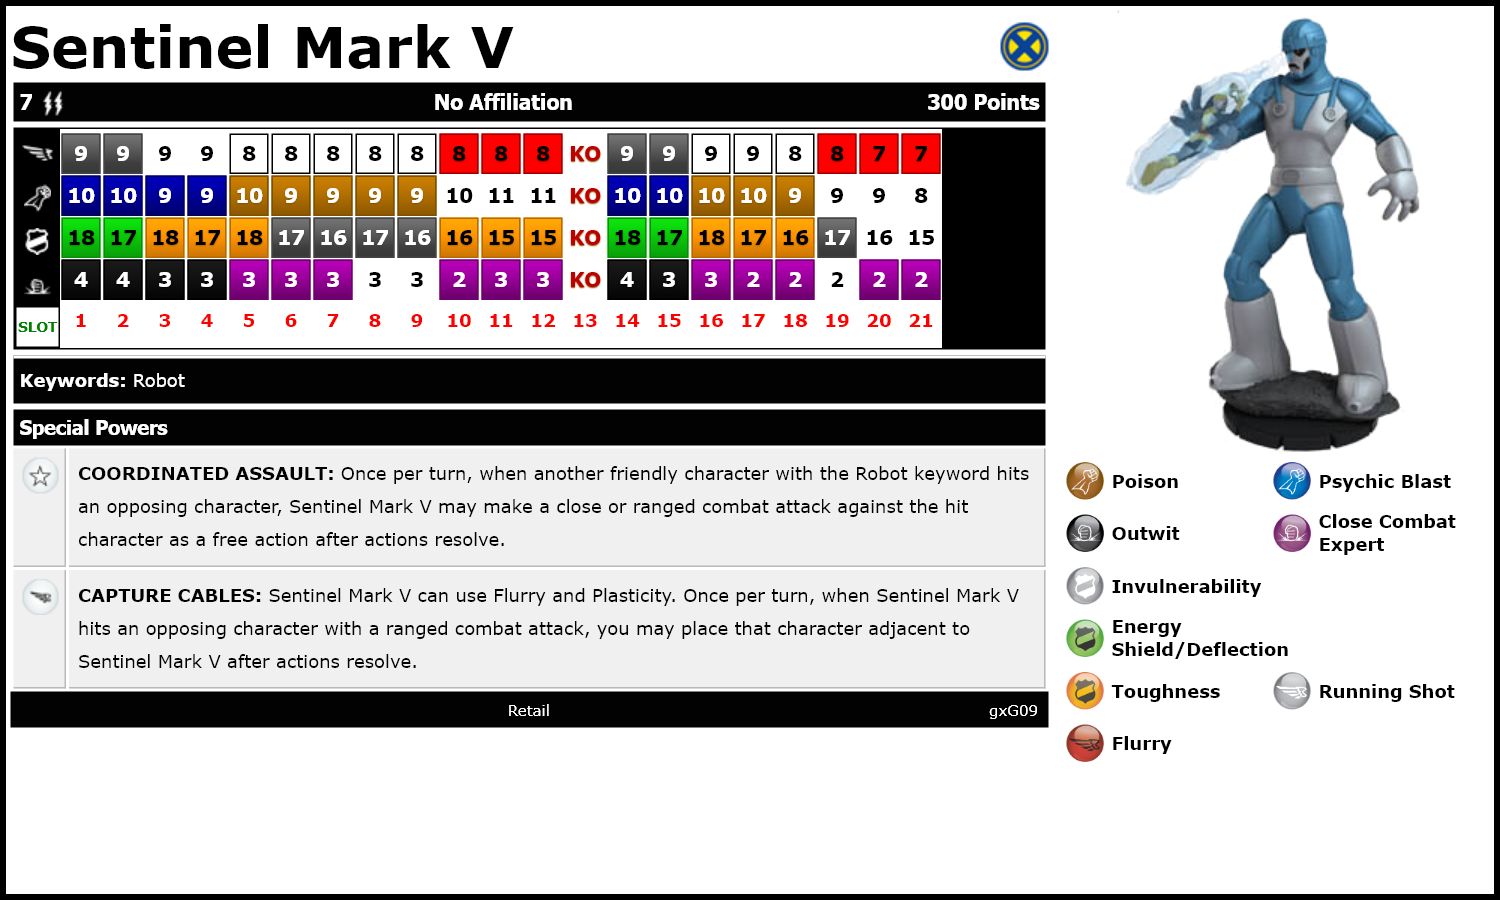 Sentinel Mark V
7 No Affiliation 300 Points
9 9 9 9 8 8 8 8 8 8 8 8 KO 9 9 9 9 8 8 7 7
10 10 9 9 10 9 9 9 9 10 11 11 KO 10 10 10 10 9 9 9 8
18 17 18 17 18 17 16 17 16 16 15 15 KO 18 17 18 17 16 17 16 15
4 4 3 3 3 3 3 3 3 2 3 3 KO 4 3 3 2 2 2 2 2
SLOT 1 2 3 4 5 6 7 8 9 10 11 12 13 14 15 16 17 18 19 20 21
Keywords: Robot
Special Powers
COORDINATED ASSAULT: Once per turn, when another friendly character with the Robot keyword hits
an opposing character, Sentinel Mark V may make a close or ranged combat attack against the hit
character as a free action after actions resolve.
CAPTURE CABLES: Sentinel Mark V can use Flurry and Plasticity. Once per turn, when Sentinel Mark V
hits an opposing character with a ranged combat attack, you may place that character adjacent to
Sentinel Mark V after actions resolve.
Retail gxG09
Poison Psychic Blast
Outwit Close Combat
Expert
Invulnerability
Energy
Shield/Deflection
Toughness Running Shot
Flurry